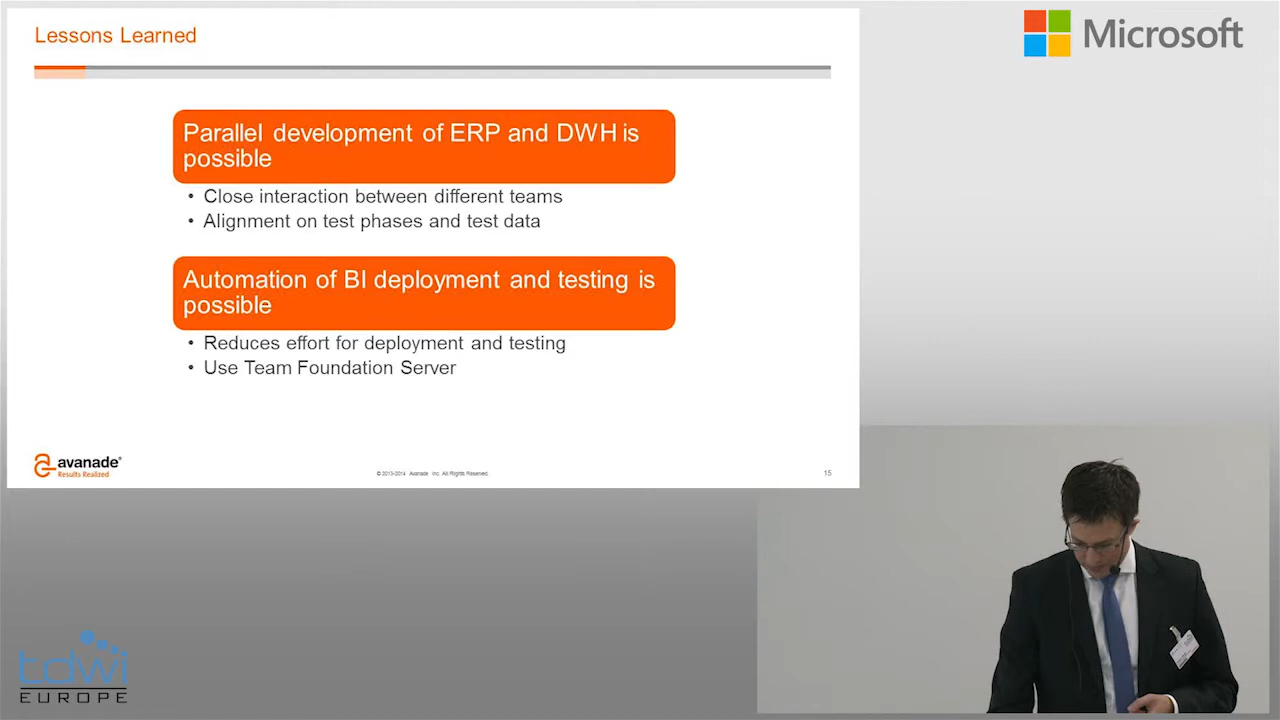 Lessons Learned
Microsoft
Parallel development of ERP and DWH is
possible
• Close interaction between different teams
• Alignment on test phases and test data
Automation of BI deployment and testing is
possible
• Reduces effort for deployment and testing
• Use Team Foundation Server
avanade®
Results Realized
© 2013-2014 Avanade Inc. All Rights Reserved.
15
tdwi
EUROPE